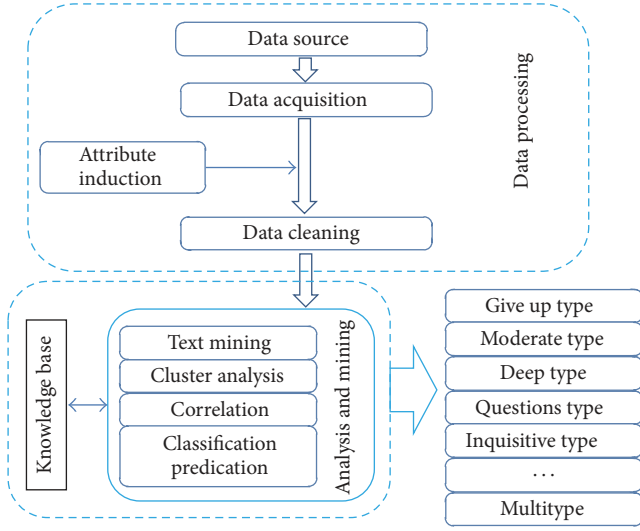 Data source
Data acquisition
Attribute
induction
Data cleaning
Data processing
Knowledge base
Text mining
Cluster analysis
Correlation
Classification
predication
Analysis and mining
Give up type
Moderate type
Deep type
Questions type
Inquisitive type
...
Multitype